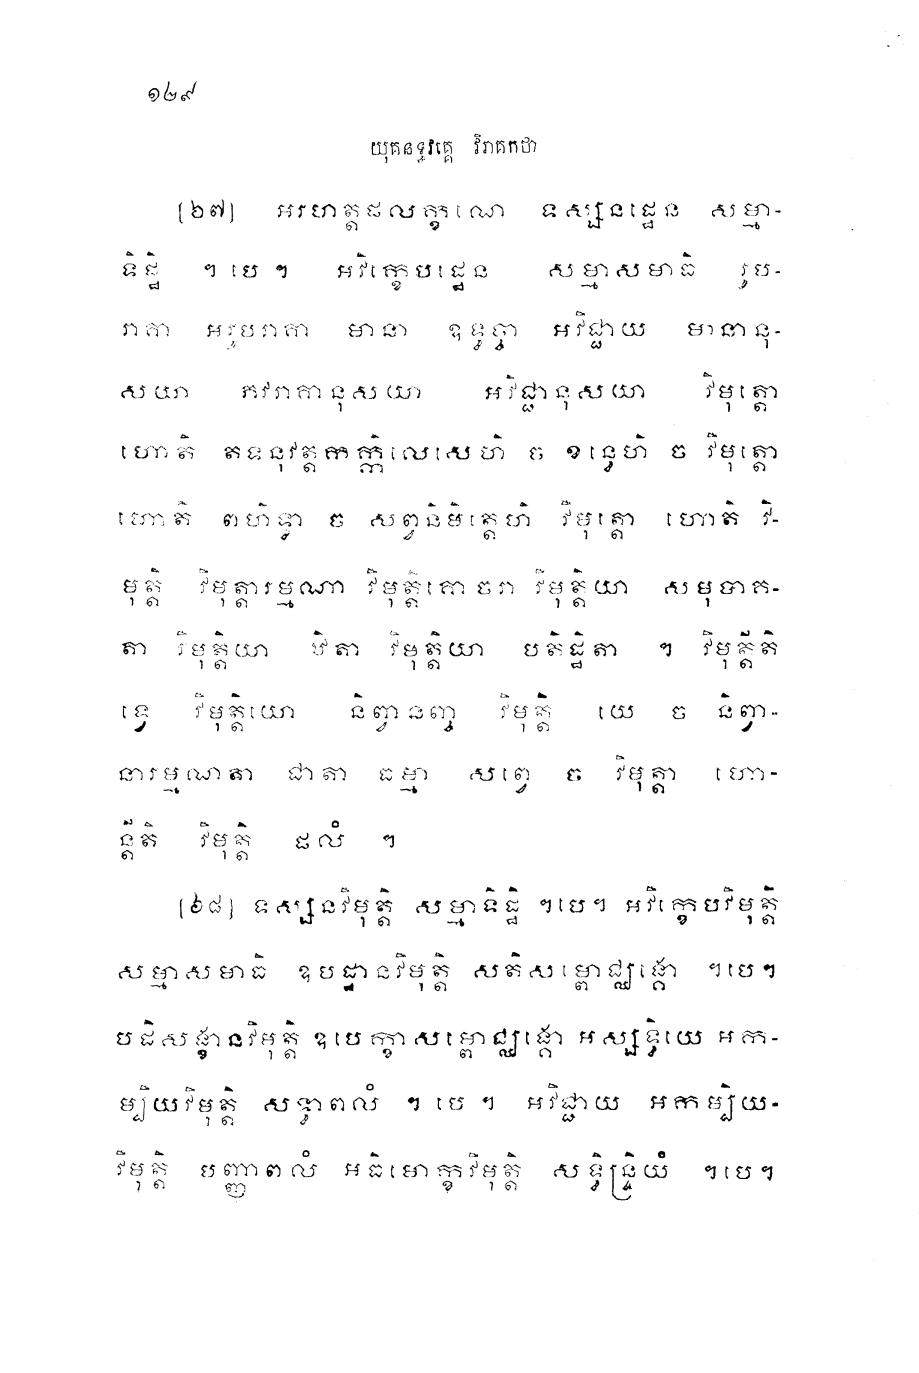 ១២៩
យុគនទ្ធវគ្គេ វិរាគកថា
[២៧] អរហត្តផលក្ខណេ ទស្សនដ្ឋេន សម្មា-
ទិដ្ឋិ ។ បេ ។ អវិក្ខេបដ្ឋេន សម្មាសមាធិ រូប-
រាគា អរូបរាគា មានា ឧទ្ធច្ចា អវិជ្ជាយ មានានុ-
សយា ភវរាគានុសយា អវិជ្ជានុសយា វិមុត្តោ
ហោតិ តទនុវត្តកកិ្កលេសេហិ ច ខន្ធេហិ ច វិមុត្តោ
ហោតិ ពហិទ្ធា ច សព្វនិមិត្តេហិ វិមុត្តោ ហោតិ វិ-
មុត្តិ វិមុត្តារម្មណា វិមុត្តិគោចរា វិមុត្តិយា សមុទាគ-
តា វិមុត្តិយា ឋិតា វិមុត្តិយា បតិដ្ឋិតា ។ វិមុត្តីតិ
ទ្វេ វិមុត្តិយោ និព្វានញ្ច វិមុត្តិ យេ ច និព្វា-
នារម្មណតា ជាតា ធម្មា សព្វេ ច វិមុត្តា ហោ-
ន្តីតិ វិមុត្តិ ផលំ ។
[២៨] ទស្សនវិមុត្តិ សម្មាទិដ្ឋិ ។បេ។ អវិក្ខេបវិមុត្តិ
សម្មាសមាធិ ឧបដ្ឋានវិមុត្តិ សតិសម្ពោជ្ឈង្គោ ។បេ។
បដិសង្ខានវិមុត្តិ ឧបេក្ខាសម្ពោជ្ឈង្គោ អស្សទ្ធិយេ អក-
ម្បិយវិមុត្តិ សទ្ធាពលំ ។ បេ ។ អវិជ្ជាយ អកម្បិយ-
វិមុត្តិ បញ្ញាពលំ អធិមោក្ខវិមុត្តិ សទ្ធិន្ទ្រិយំ ។បេ។